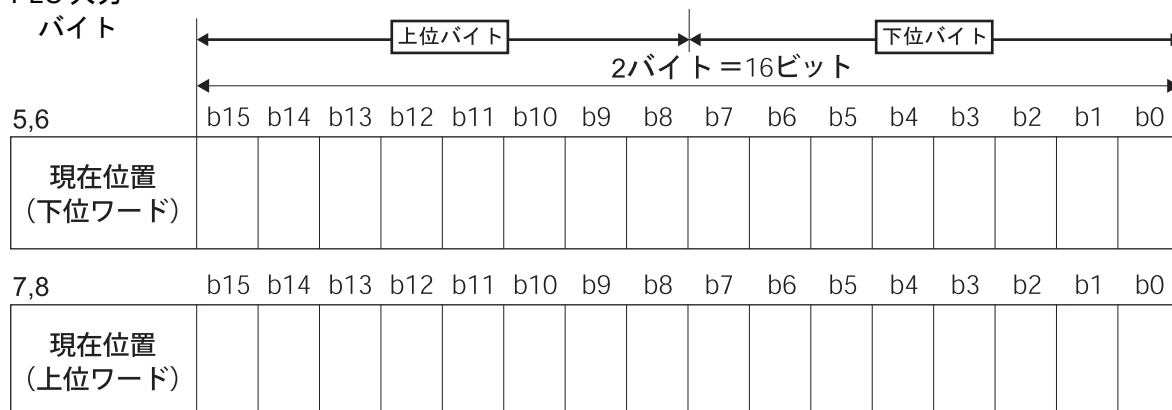 バイト
上位バイト 下位バイト
2バイト＝16ビット
5,6 b15 b14 b13 b12 b11 b10 b9 b8 b7 b6 b5 b4 b3 b2 b1 b0
現在位置
（下位ワード）
7,8 b15 b14 b13 b12 b11 b10 b9 b8 b7 b6 b5 b4 b3 b2 b1 b0
現在位置
（上位ワード）